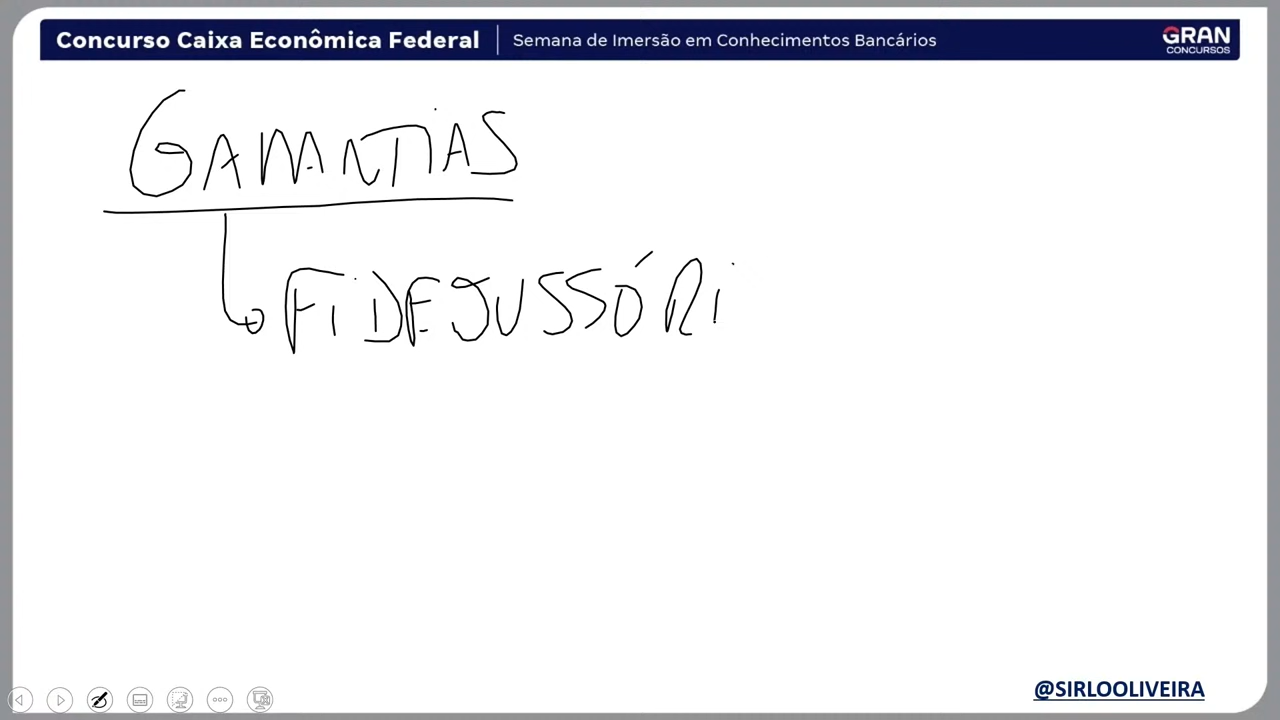 Concurso Caixa Econômica Federal | Semana de Imersão em Conhecimentos Bancários
GRAN CONCURSOS
GARANTIAS
FIDEJUSSÓRI
@SIRLOOLIVEIRA